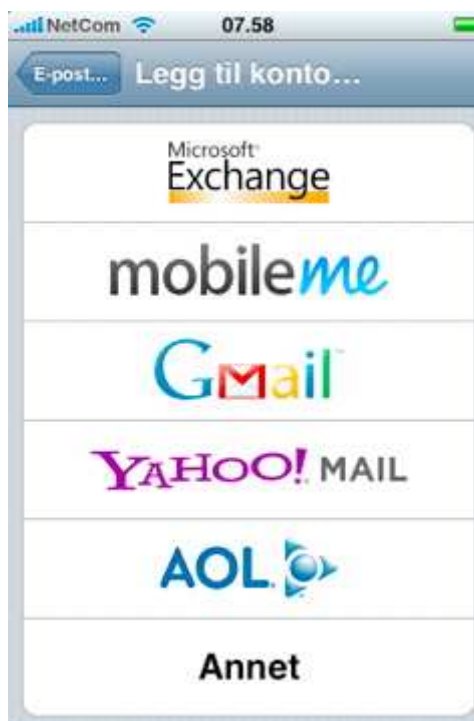 NetCom 07.58
E-post... Legg til konto...
Microsoft
Exchange
mobileme
Gmail
YAHOO! MAIL
AOL
Annet